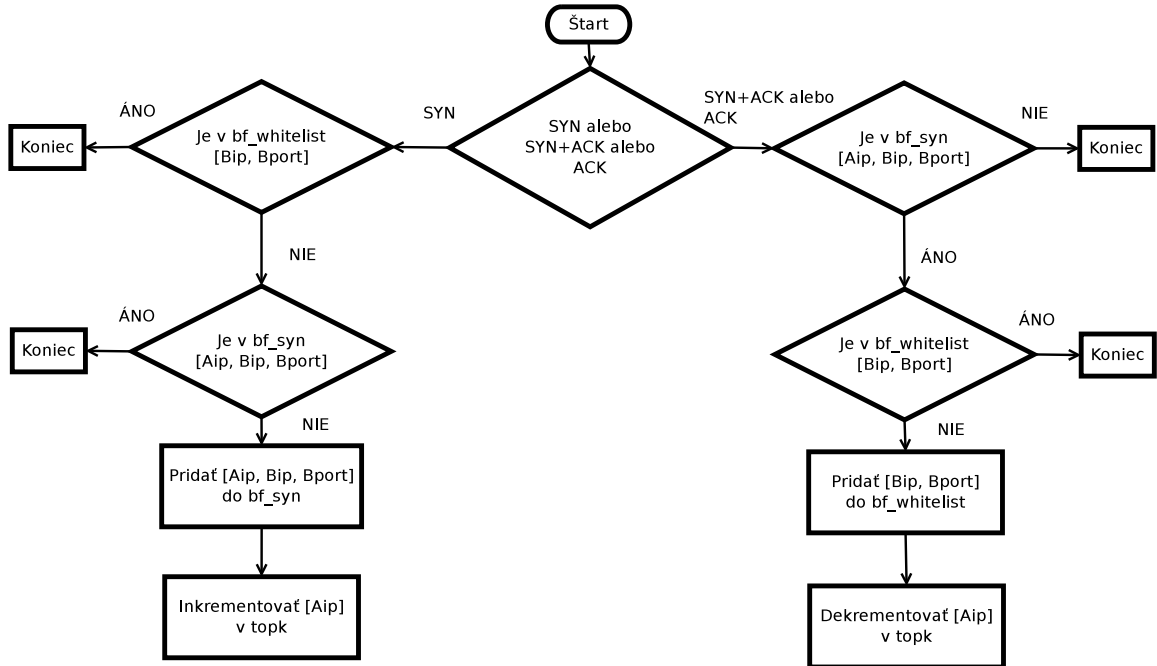 Štart
SYN alebo
SYN+ACK alebo
ACK
SYN
SYN+ACK alebo
ACK
Je v bf_whitelist
[Bip, Bport]
ÁNO
Koniec
NIE
Je v bf_syn
[Aip, Bip, Bport]
ÁNO
Koniec
NIE
Pridať [Aip, Bip, Bport]
do bf_syn
Inkrementovať [Aip]
v topk
Je v bf_syn
[Aip, Bip, Bport]
NIE
Koniec
ÁNO
Je v bf_whitelist
[Bip, Bport]
ÁNO
Koniec
NIE
Pridať [Bip, Bport]
do bf_whitelist
Dekrementovať [Aip]
v topk